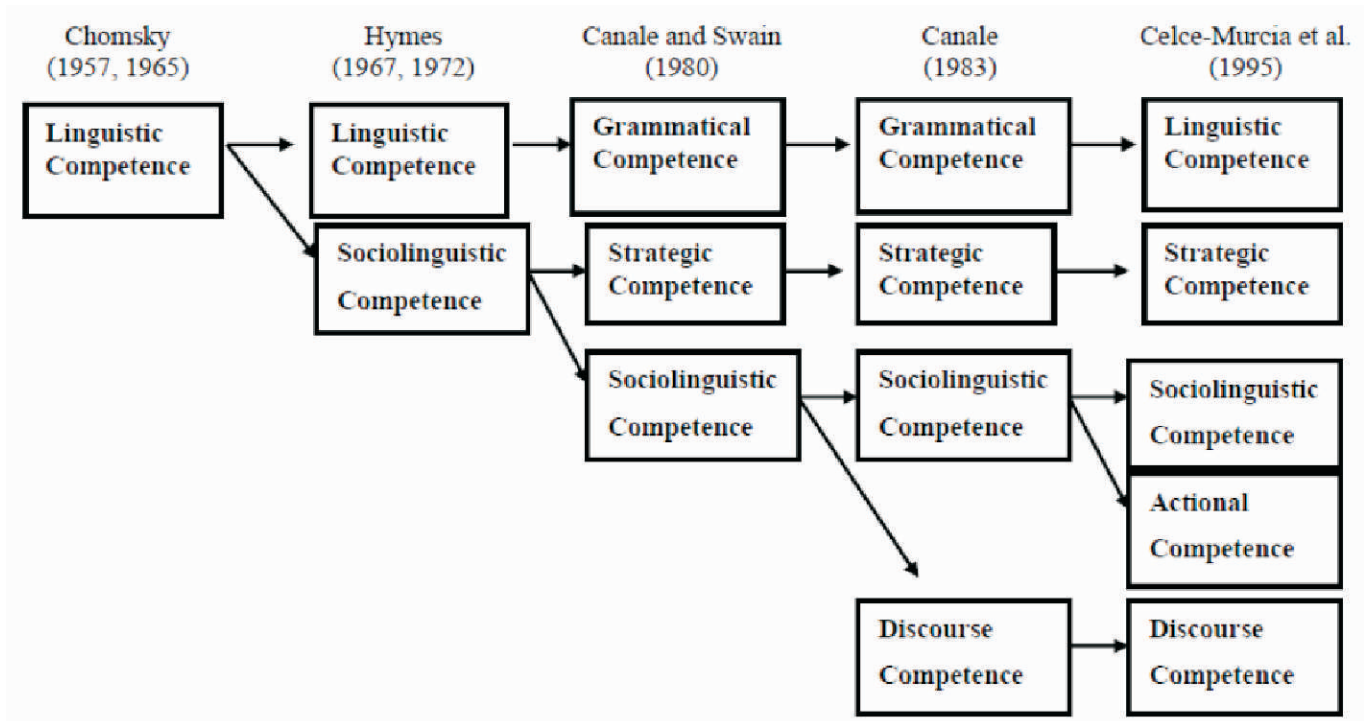 Chomsky
(1957, 1965)
Hymes
(1967, 1972)
Canale and Swain
(1980)
Canale
(1983)
Celce-Murcia et al.
(1995)
Linguistic
Competence
Linguistic
Competence
Grammatical
Competence
Grammatical
Competence
Linguistic
Competence
Sociolinguistic
Competence
Strategic
Competence
Strategic
Competence
Strategic
Competence
Sociolinguistic
Competence
Sociolinguistic
Competence
Sociolinguistic
Competence
Actional
Competence
Discourse
Competence
Discourse
Competence